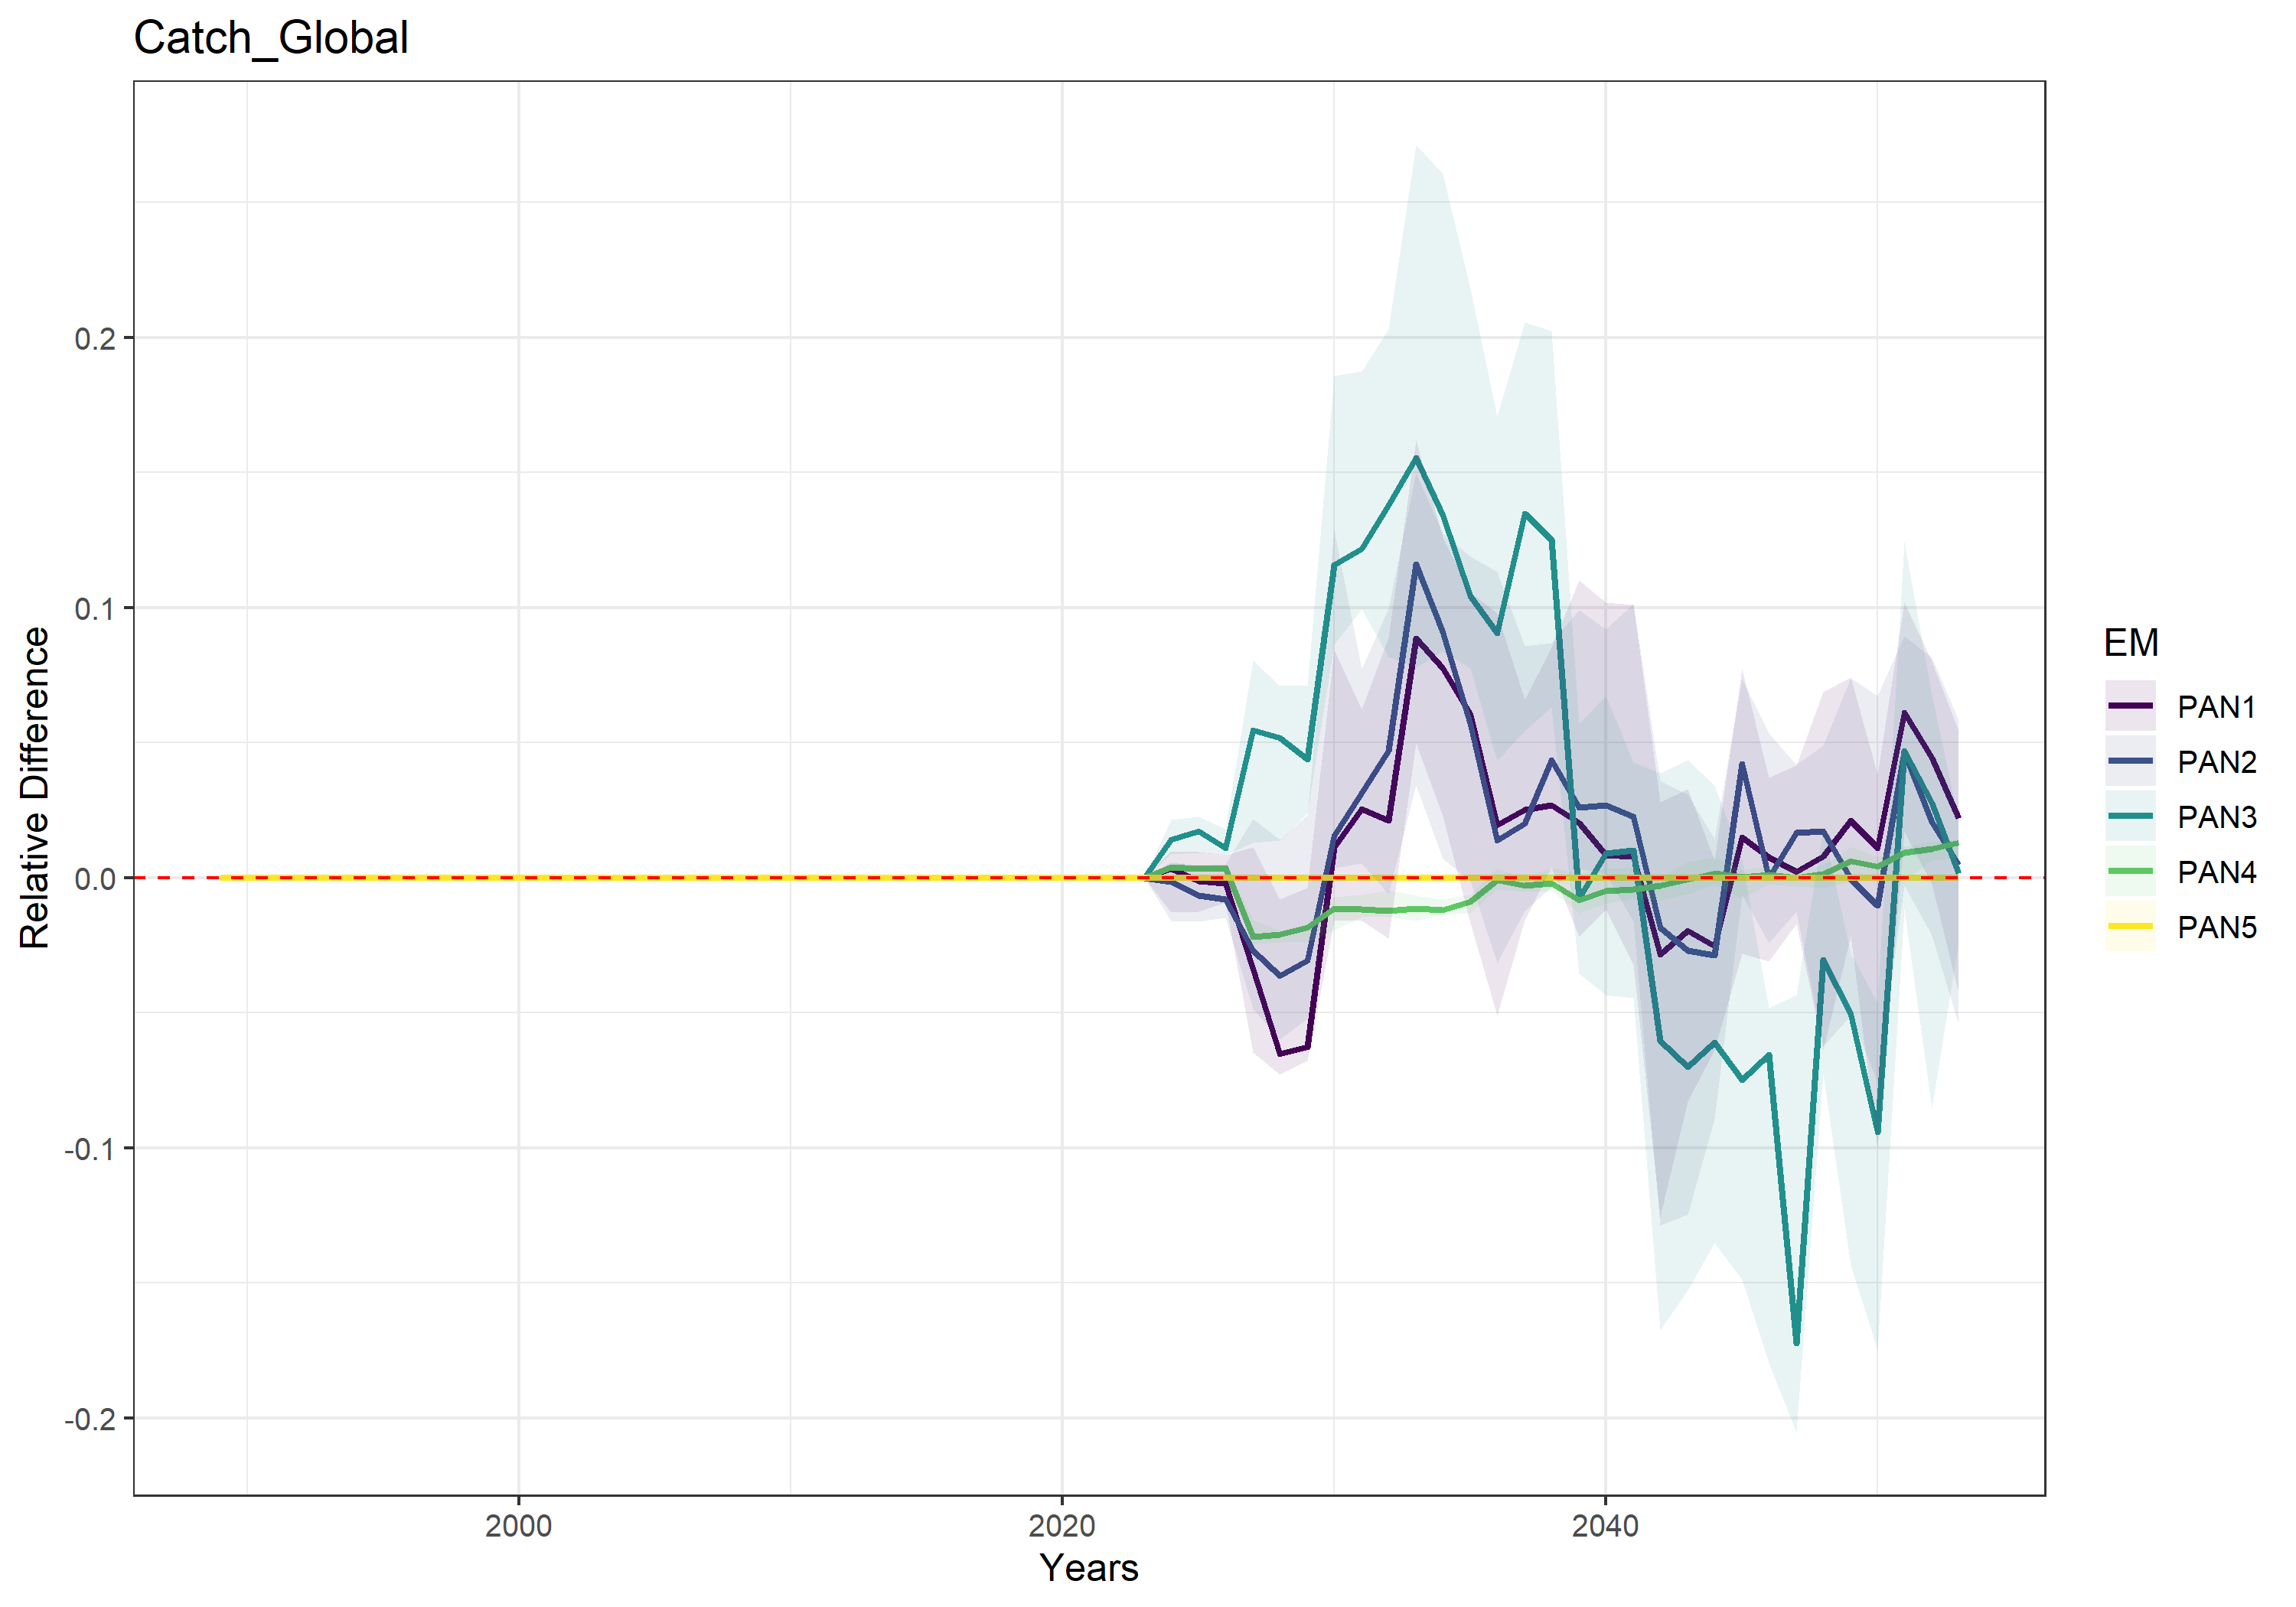 Catch_Global
Relative Difference
0.2
0.1
0.0
-0.1
-0.2
2000
2020
2040
Years
EM
PAN1
PAN2
PAN3
PAN4
PAN5